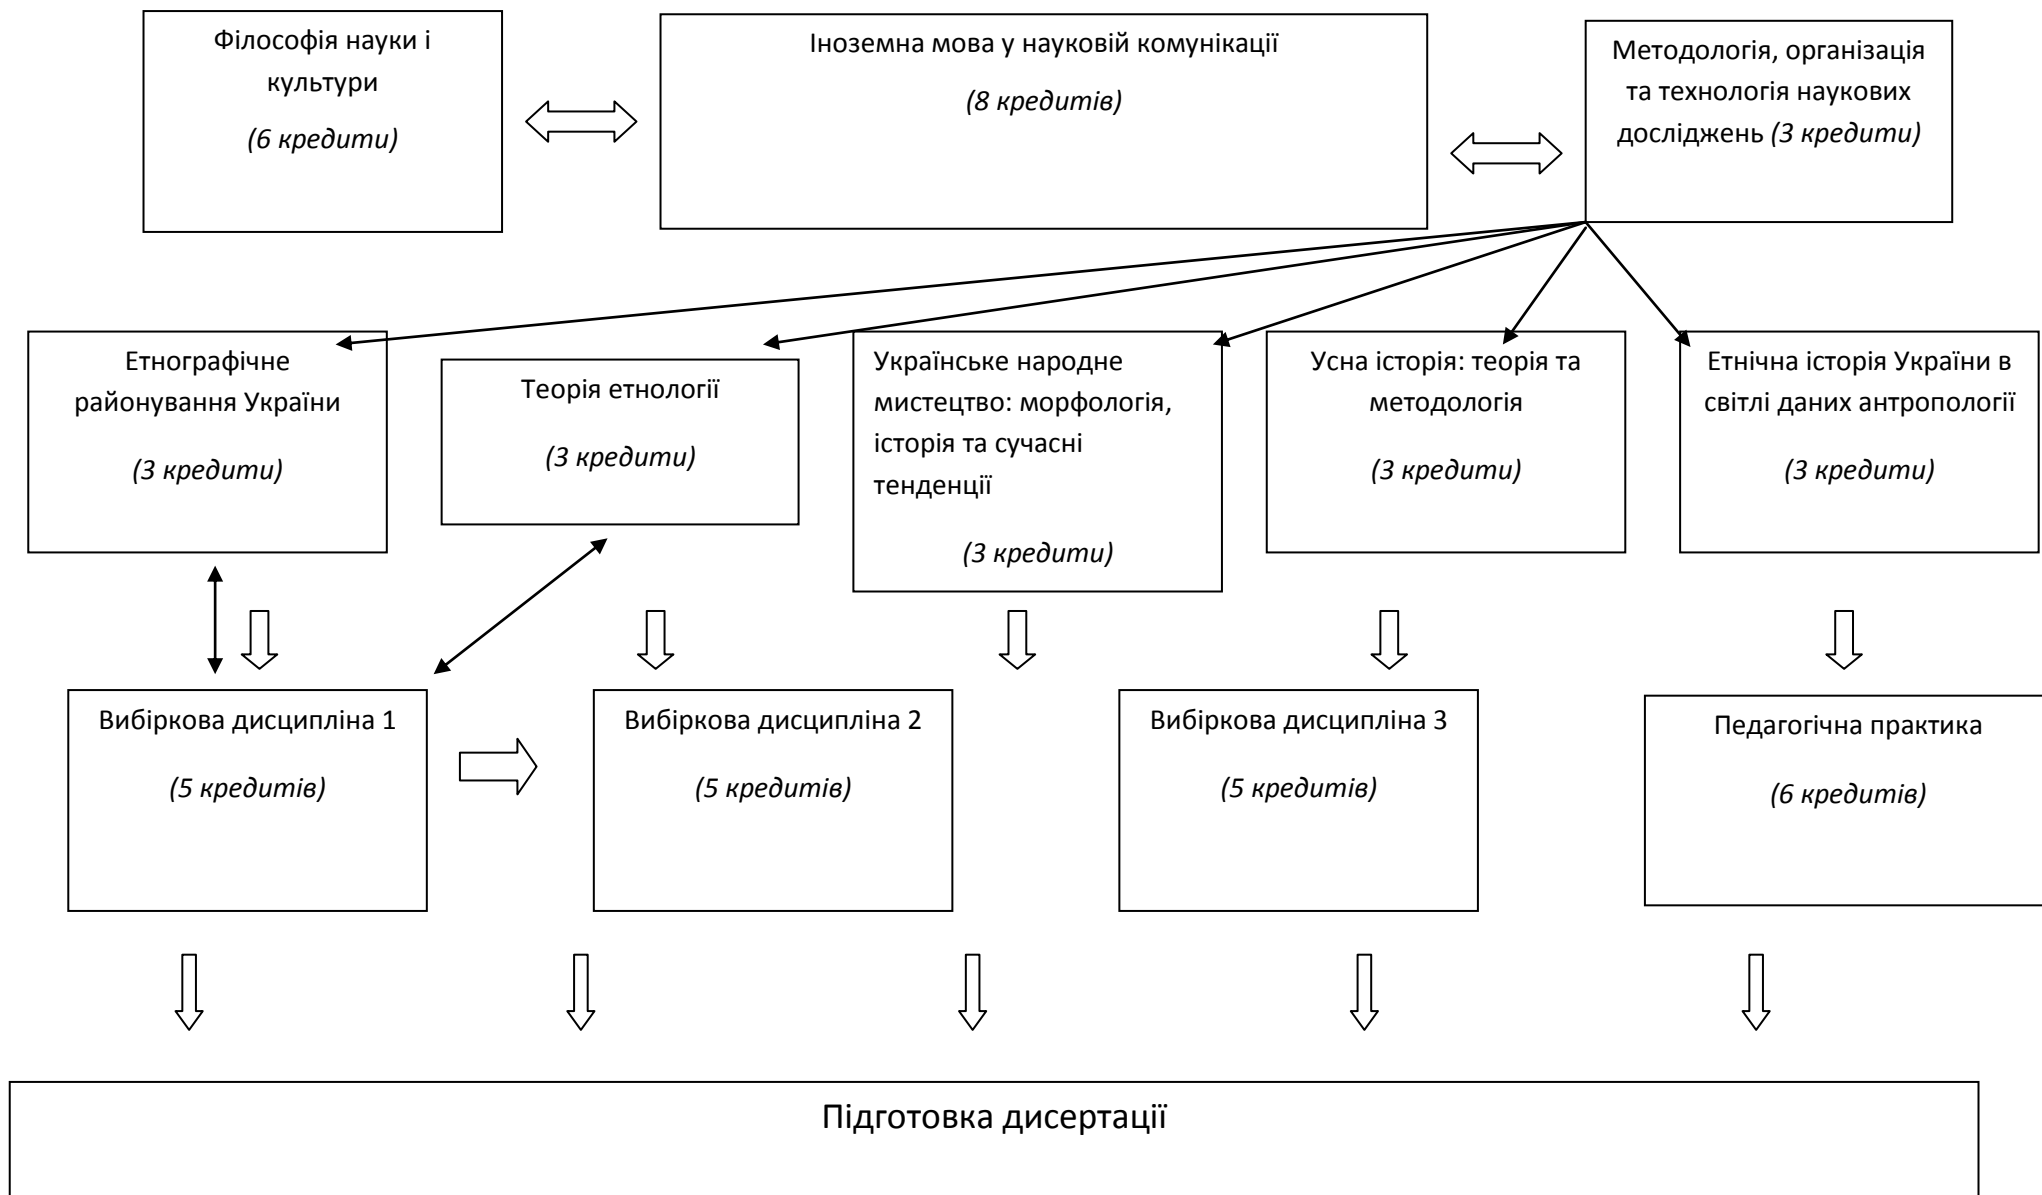 Філософія науки і
культури
(6 кредити)
Іноземна мова у науковій комунікації
(8 кредитів)
Методологія, організація
та технологія наукових
досліджень (3 кредити)
Етнографічне
районування України
(3 кредити)
Теорія етнології
(3 кредити)
Українське народне
мистецтво: морфологія,
історія та сучасні
тенденції
(3 кредити)
Усна історія: теорія та
методологія
(3 кредити)
Етнічна історія України в
світлі даних антропології
(3 кредити)
Вибіркова дисципліна 1
(5 кредитів)
Вибіркова дисципліна 2
(5 кредитів)
Вибіркова дисципліна 3
(5 кредитів)
Педагогічна практика
(6 кредитів)
Підготовка дисертації